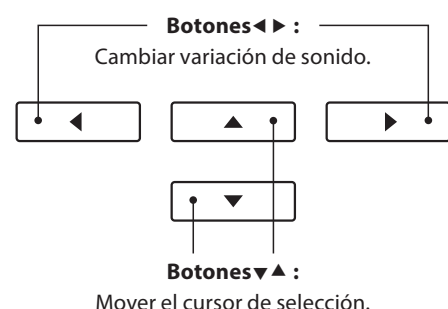 Botones◀ ▶ :
Cambiar variación de sonido.
Botones▼▲ :
Mover el cursor de selección.